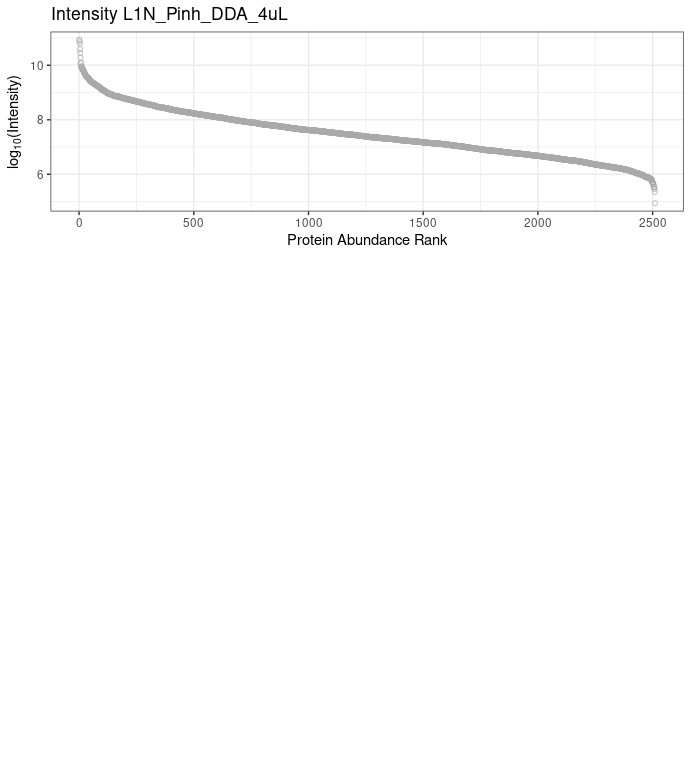 Intensity L1N_Pinh_DDA_4uL
log10(Intensity)
10
8
6
0 500 1000 1500 2000 2500
Protein Abundance Rank